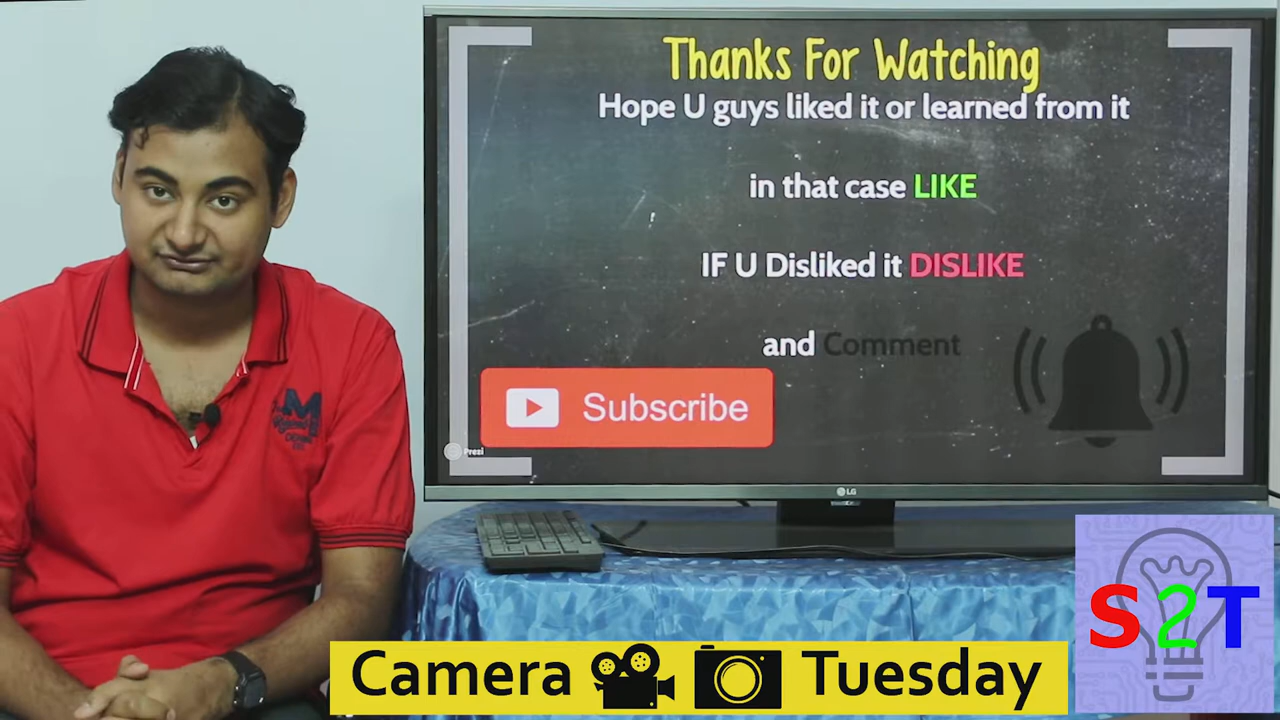 Thanks For Watching
Hope U guys liked it or learned from it
in that case LIKE
IF U Disliked it DISLIKE
and Comment
Subscribe
Prezi
LG
M
S2T
Camera Tuesday